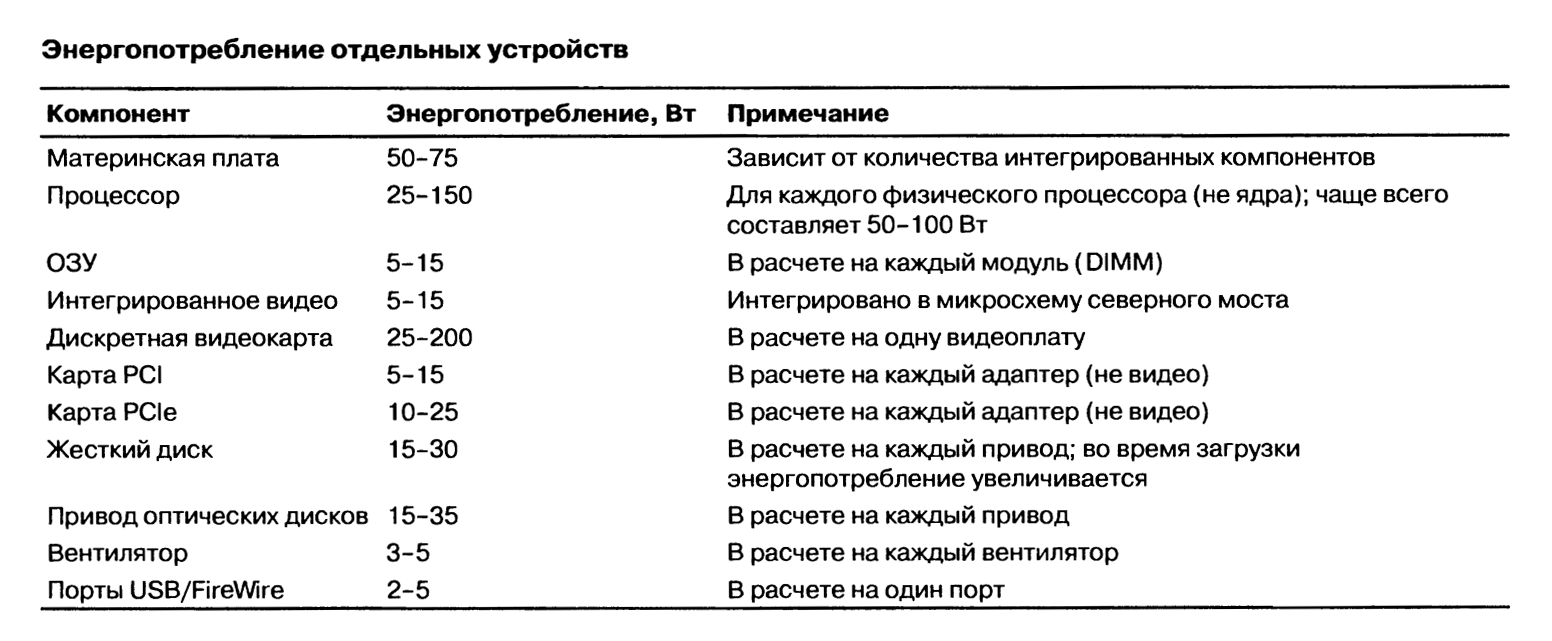 Энергопотребление отдельных устройств
Компонент Энергопотребление, Вт Примечание
Материнская плата 50–75 Зависит от количества интегрированных компонентов
Процессор 25–150 Для каждого физического процессора (не ядра); чаще всего
составляет 50–100 Вт
ОЗУ 5–15 В расчете на каждый модуль (DIMM)
Интегрированное видео 5–15 Интегрировано в микросхему северного моста
Дискретная видеокарта 25–200 В расчете на одну видеоплату
Карта PCI 5–15 В расчете на каждый адаптер (не видео)
Карта PCIe 10–25 В расчете на каждый адаптер (не видео)
Жесткий диск 15–30 В расчете на каждый привод; во время загрузки
энергопотребление увеличивается
Привод оптических дисков 15–35 В расчете на каждый привод
Вентилятор 3–5 В расчете на каждый вентилятор
Порты USB/FireWire 2–5 В расчете на один порт